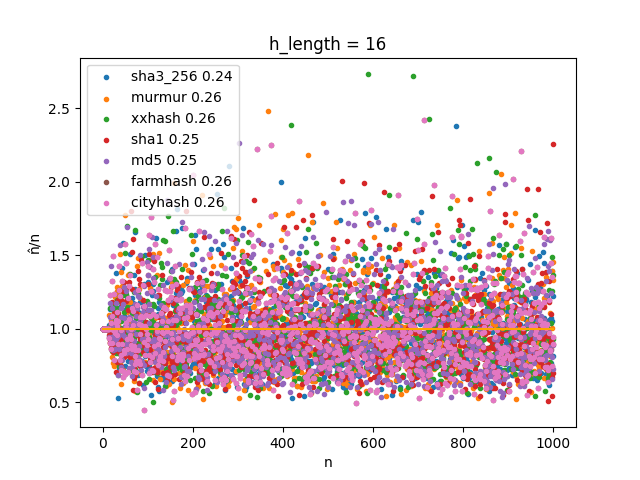 h_length = 16
sha3_256 0.24
murmur 0.26
xxhash 0.26
sha1 0.25
md5 0.25
farmhash 0.26
cityhash 0.26
2.5
2.0
1.5
1.0
0.5
n̂/n
0 200 400 600 800 1000
n